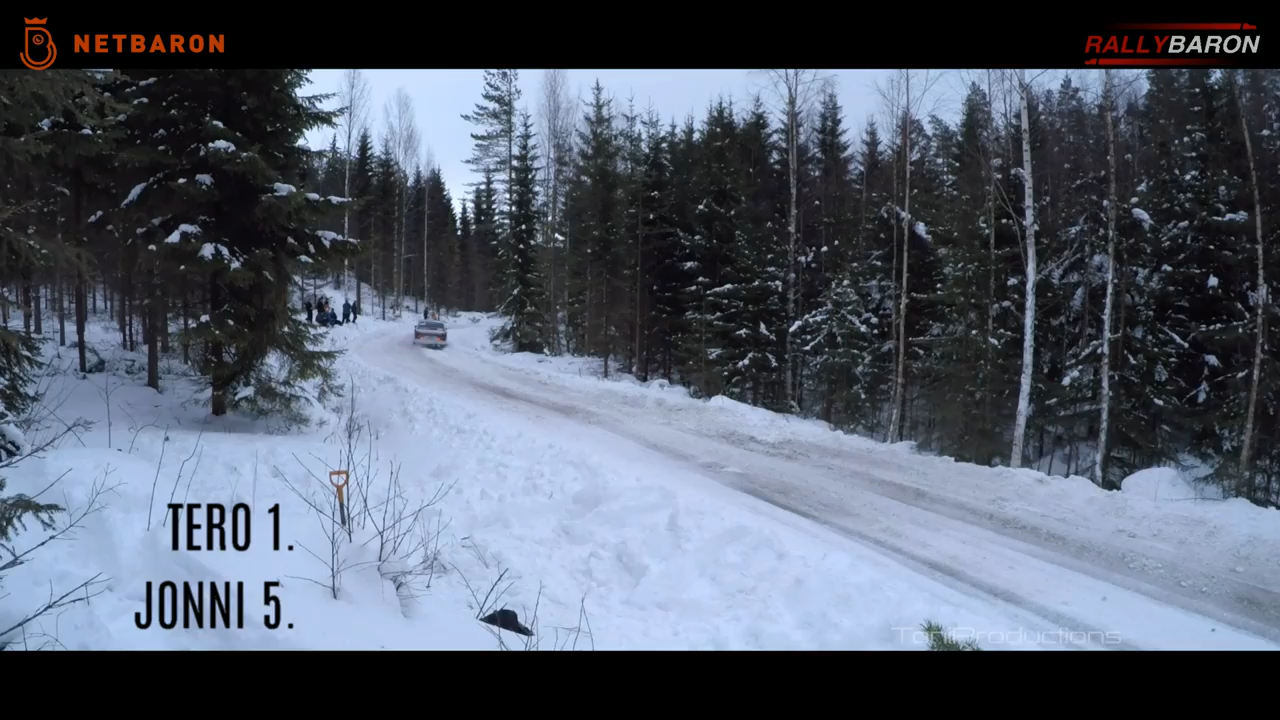 NETBARON
RALLYBARON
TERO 1.
JONNI 5.
ToniProductions